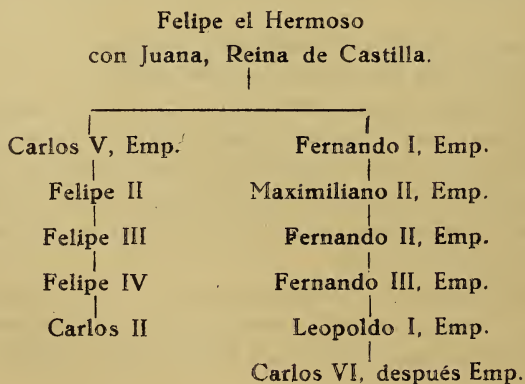 Felipe el Hermoso
con Juana, Reina de Castilla.
Carlos V, Emp.
Fernando I, Emp.
Felipe II
Maximiliano II, Emp.
Felipe III
Fernando II, Emp.
Felipe IV
Fernando III, Emp.
Carlos II
Leopoldo I, Emp.
Carlos VI, después Emp.